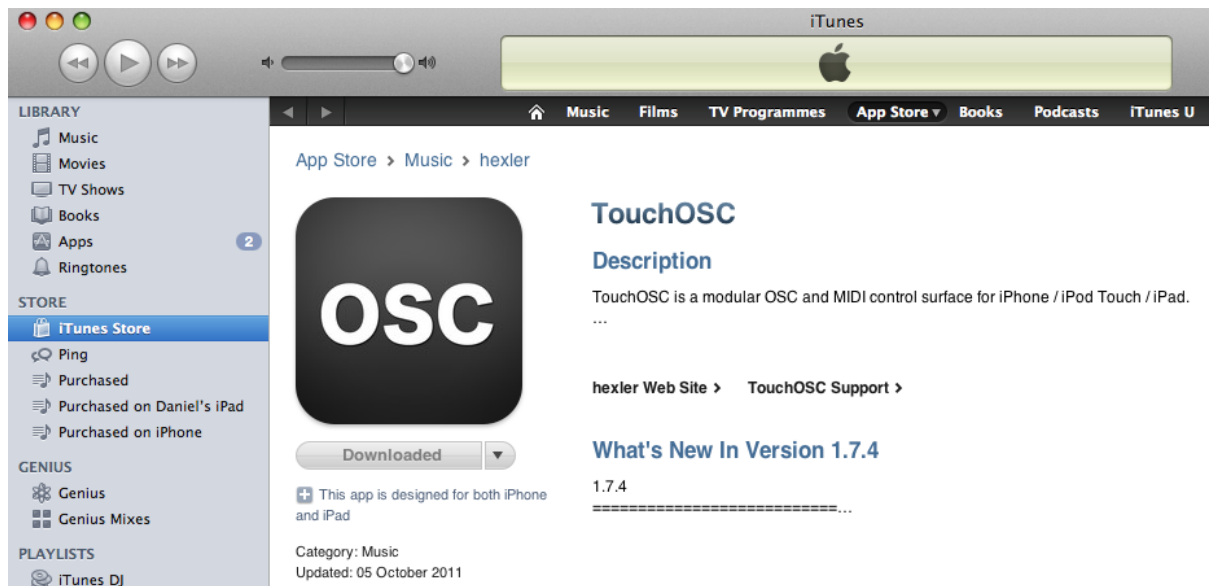 iTunes
LIBRARY
Music
Movies
TV Shows
Books
Apps
2
Ringtones
STORE
iTunes Store
Ping
Purchased
Purchased on Daniel's iPad
Purchased on iPhone
GENIUS
Genius
Genius Mixes
PLAYLISTS
iTunes DJ
Music Films TV Programmes App Store Books Podcasts iTunes U
App Store > Music > hexler
OSC
Downloaded
This app is designed for both iPhone
and iPad
Category: Music
Updated: 05 October 2011
TouchOSC
Description
TouchOSC is a modular OSC and MIDI control surface for iPhone / iPod Touch / iPad.
...
hexler Web Site > TouchOSC Support >
What's New In Version 1.7.4
1.7.4
===========================...